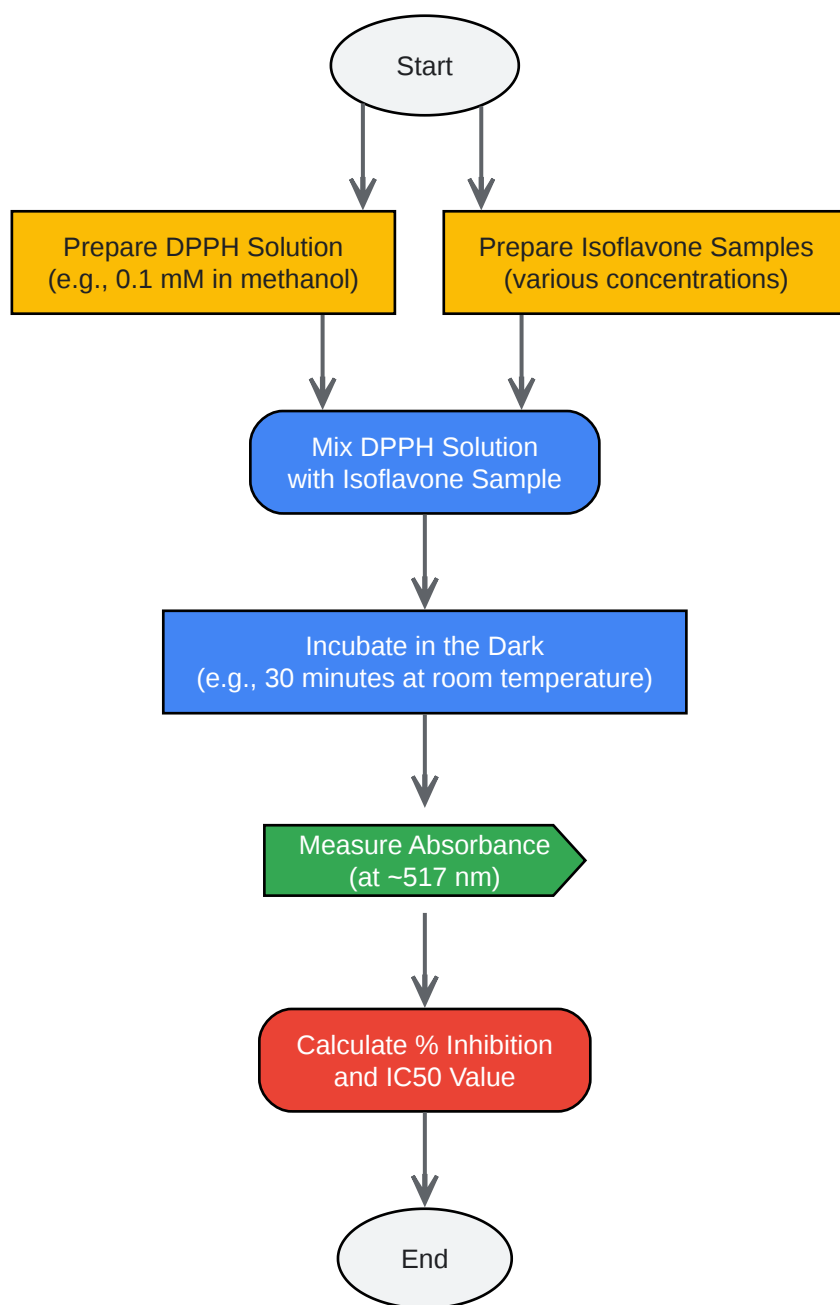 Start
Prepare DPPH Solution
(e.g., 0.1 mM in methanol)
Prepare Isoflavone Samples
(various concentrations)
Mix DPPH Solution
with Isoflavone Sample
Incubate in the Dark
(e.g., 30 minutes at room temperature)
Measure Absorbance
(at ~517 nm)
Calculate % Inhibition
and IC50 Value
End